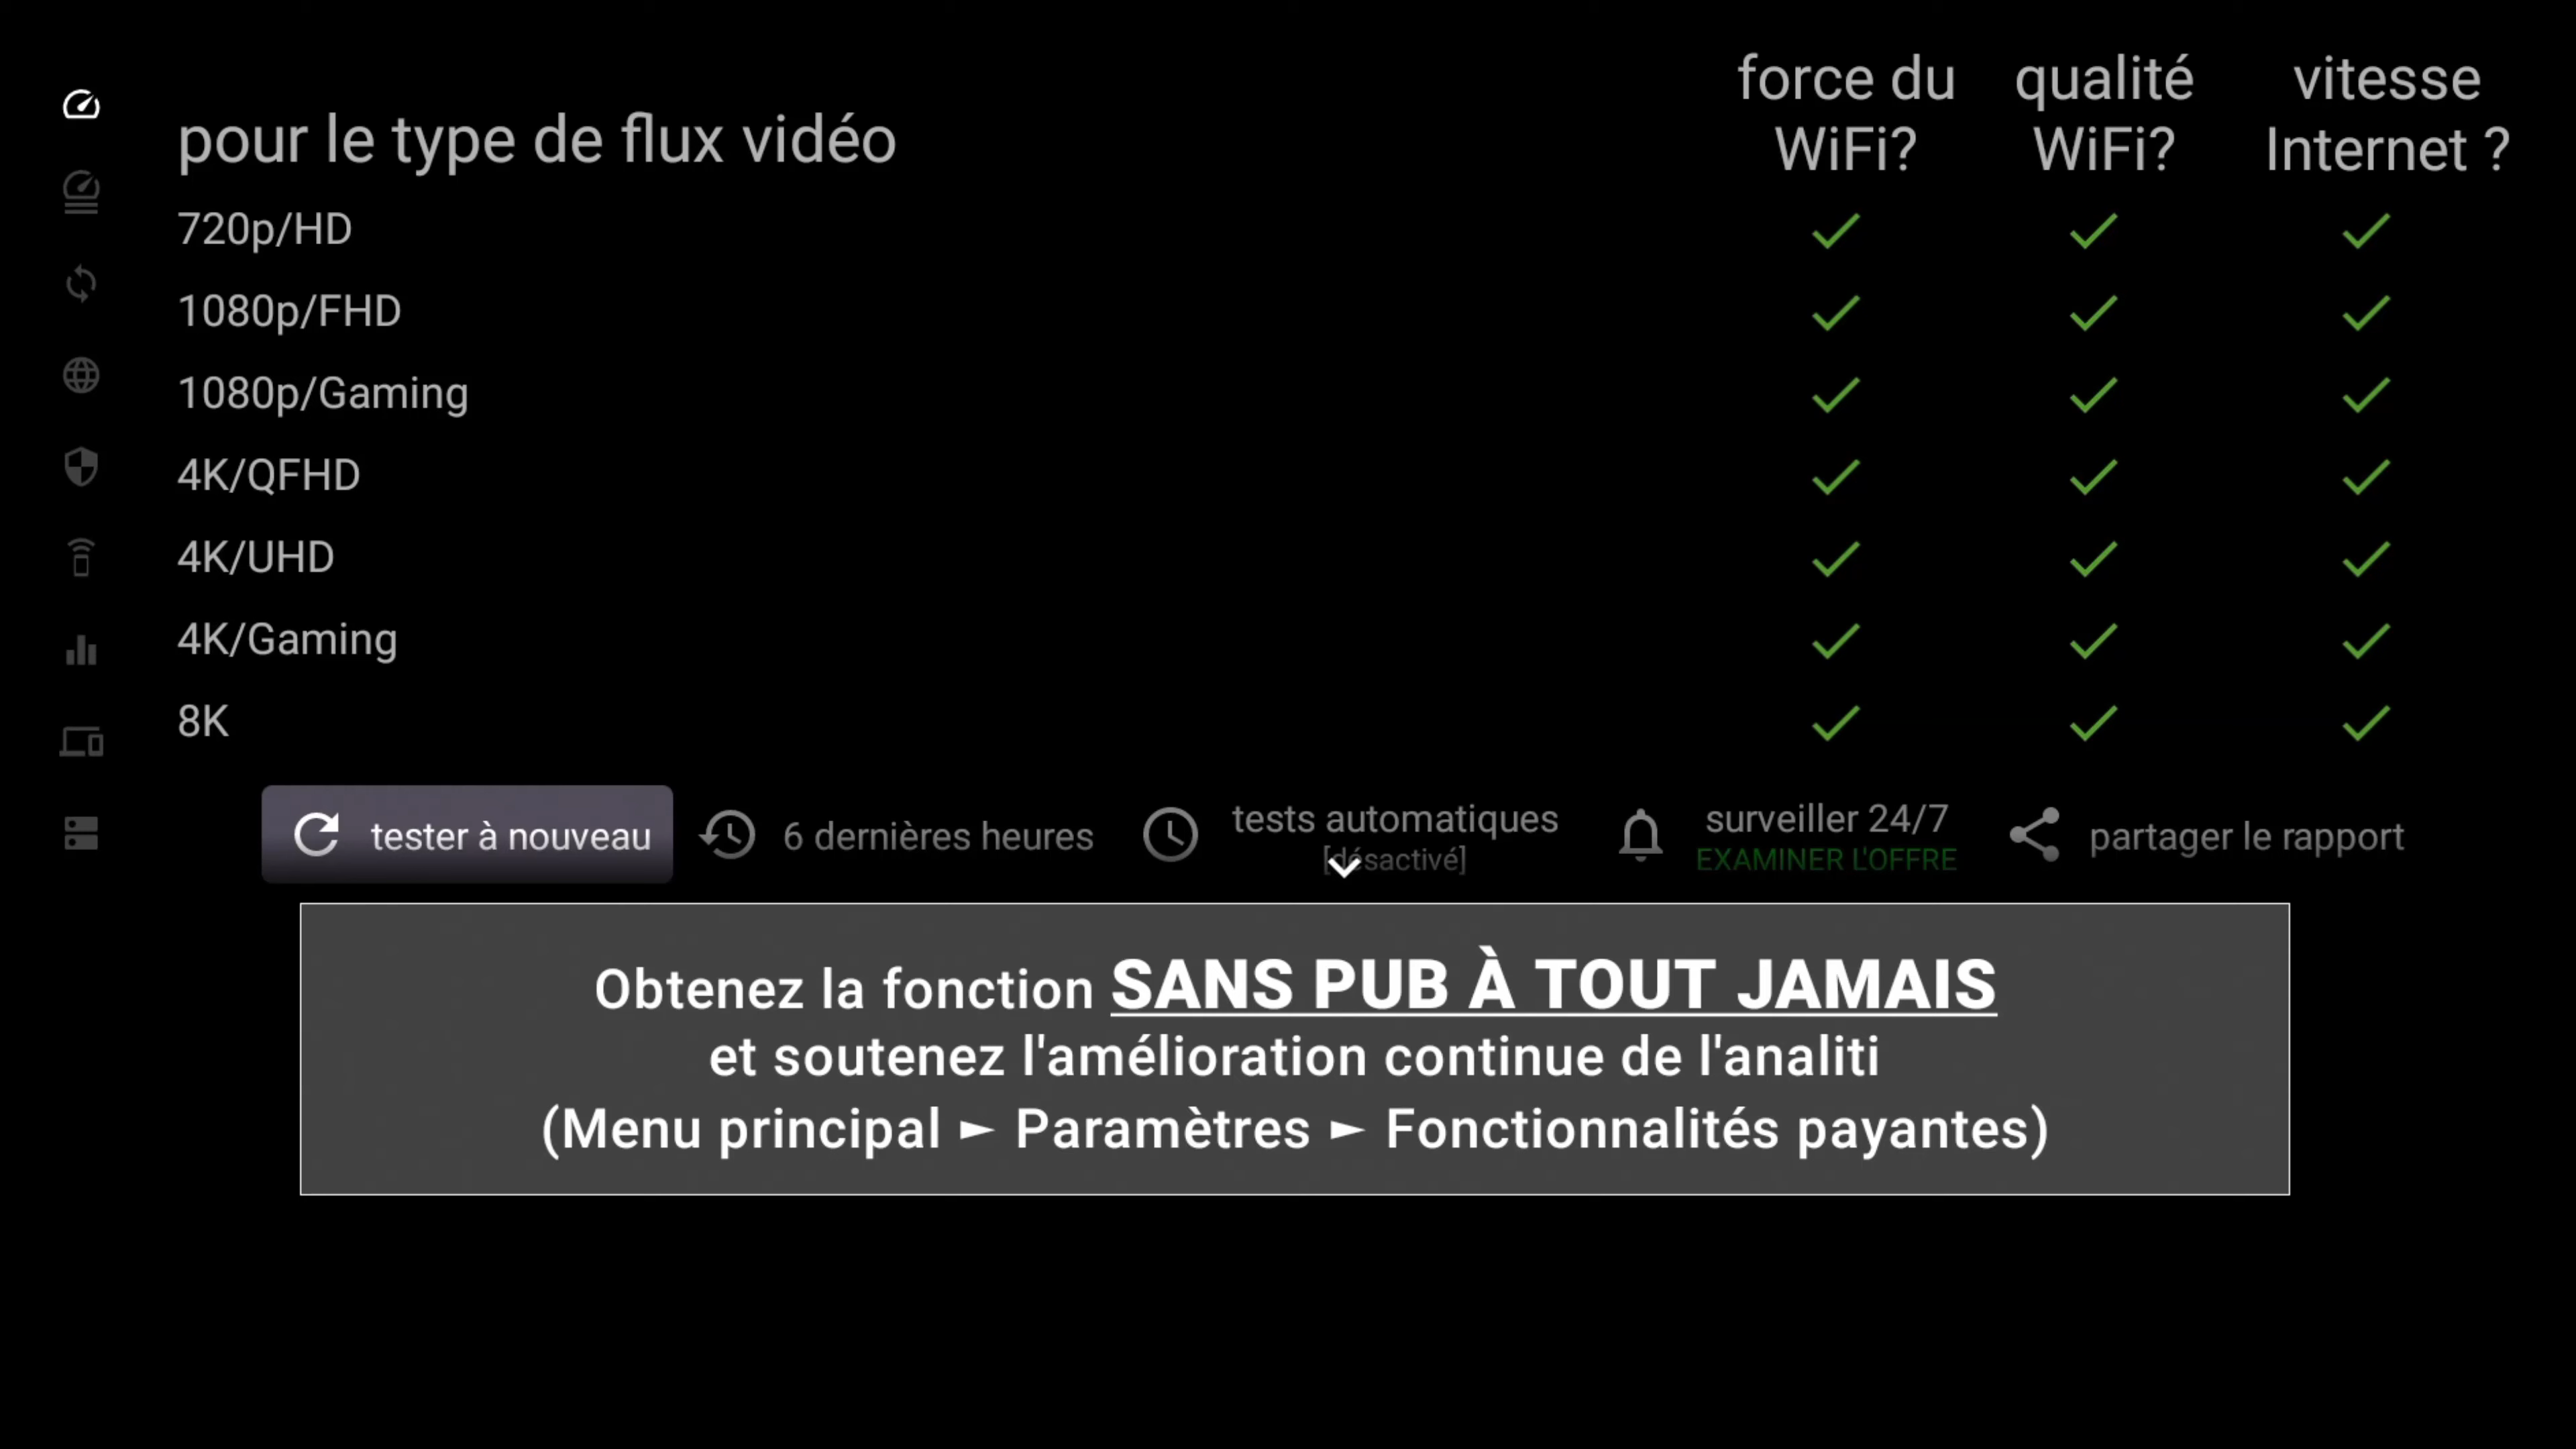 pour le type de flux vidéo
force du
WiFi?
qualité
WiFi?
vitesse
Internet ?
720p/HD
1080p/FHD
1080p/Gaming
4K/QFHD
4K/UHD
4K/Gaming
8K
tester à nouveau
6 dernières heures
tests automatiques
[désactivé]
surveiller 24/7
EXAMINER L'OFFRE
partager le rapport
Obtenez la fonction SANS PUB À TOUT JAMAIS
et soutenez l'amélioration continue de l'analiti
(Menu principal ► Paramètres ► Fonctionnalités payantes)